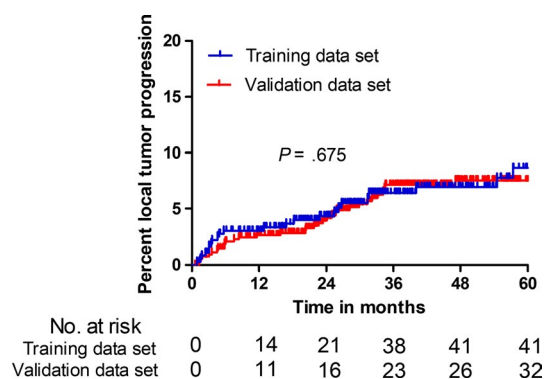 Percent local tumor progression
20
15
10
5
0
Training data set
Validation data set
P = .675
0 12 24 36 48 60
Time in months
No. at risk
Training data set 0 14 21 38 41 41
Validation data set 0 11 16 23 26 32